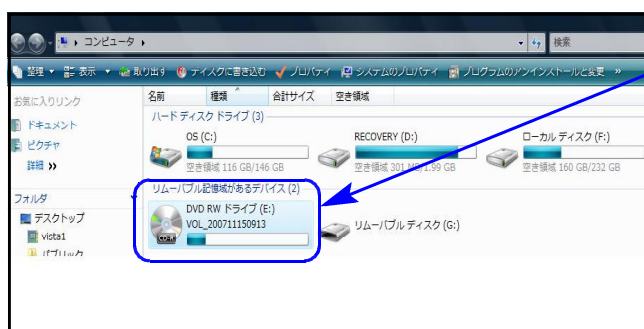 コンピュータ
検索
整理 表示 取り出す ディスクに書き込む プロパティ システムのプロパティ プログラムのアンインストールと変更 »
お気に入りリンク
ドキュメント
ピクチャ
詳細 »
フォルダ
デスクトップ
vista1
パブリック
名前 種類 合計サイズ 空き領域
ハード ディスク ドライブ (3)
OS (C:)
空き領域 116 GB/146 GB
RECOVERY (D:)
空き領域 301 MB/1.99 GB
ローカル ディスク (F:)
空き領域 160 GB/232 GB
リムーバブル記憶域があるデバイス (2)
DVD RW ドライブ (E:)
VOL_200711150913
CD-R
リムーバブル ディスク (G:)